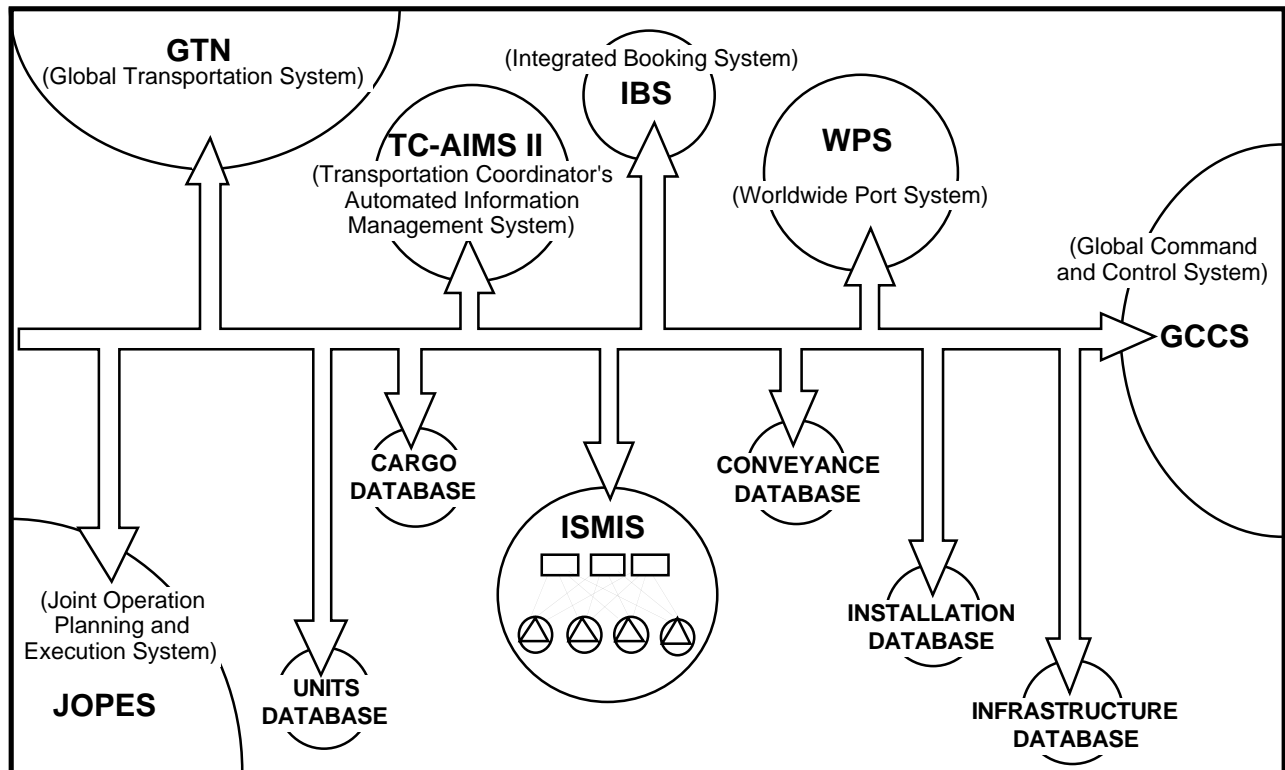 GTN
(Global Transportation System)
(Integrated Booking System)
IBS
TC-AIMS II
(Transportation Coordinator's
Automated Information
Management System)
WPS
(Worldwide Port System)
(Global Command
and Control System)
GCCS
CARGO
DATABASE
CONVEYANCE
DATABASE
ISMIS
(Joint Operation
Planning and
Execution System)
JOPES
UNITS
DATABASE
INSTALLATION
DATABASE
INFRASTRUCTURE
DATABASE